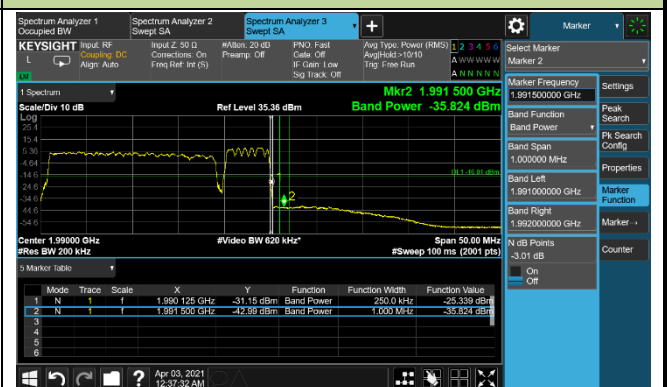 Spectrum Analyzer 1
Occupied BW
Spectrum Analyzer 2
Swept SA
Spectrum Analyzer 3
Swept SA
+
Marker
KEYSIGHT
L
Input: RF
Coupling: DC
Align: Auto
Input Z: 50 Ω
Corrections: On
Freq Ref: Int (S)
#Atten: 20 dB
Preamp: Off
PNO: Fast
Gate: Off
IF Gain: Low
Sig Track: Off
Avg Type: Power (RMS)
Avg|Hold:>10/10
Trig: Free Run
1 2 3 4 5 6
A W W W W W
A N N N N N
Select Marker
Marker 2
1 Spectrum
Scale/Div 10 dB
Log
Ref Level 35.36 dBm
Mkr2 1.991 500 GHz
Band Power -35.824 dBm
25.4
15.4
5.36
-4.64
-14.6
-24.6
-34.6
-44.6
-54.6
DL1 -16.01 dBm
2
Center 1.99000 GHz
#Res BW 200 kHz
#Video BW 620 kHz*
Span 50.00 MHz
#Sweep 100 ms (2001 pts)
5 Marker Table
Mode Trace Scale X Y Function Function Width Function Value
1 N 1 f 1.990 125 GHz -31.15 dBm Band Power 250.0 kHz -25.339 dBm
2 N 1 f 1.991 500 GHz -42.99 dBm Band Power 1.000 MHz -35.824 dBm
3
4
5
6
Marker Frequency
1.991500000 GHz
Band Function
Band Power
Band Span
1.000000 MHz
Band Left
1.991000000 GHz
Band Right
1.992000000 GHz
N dB Points
-3.01 dB
On
Off
Settings
Peak
Search
Pk Search
Config
Properties
Marker
Function
Marker→
Counter
?
Apr 03, 2021
12:37:32 AM